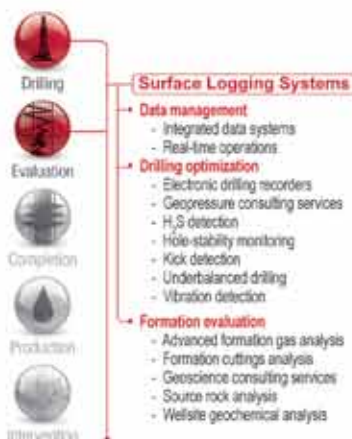 Drilling
Evaluation
Completion
Production
Intervention
Surface Logging Systems
• Data management
- Integrated data systems
- Real-time operations
• Drilling optimization
- Electronic drilling recorders
- Geopressure consulting services
- H₂S detection
- Hole-stability monitoring
- Kick detection
- Underbalanced drilling
- Vibration detection
• Formation evaluation
- Advanced formation gas analysis
- Formation cuttings analysis
- Geoscience consulting services
- Source rock analysis
- Wellsite geochemical analysis